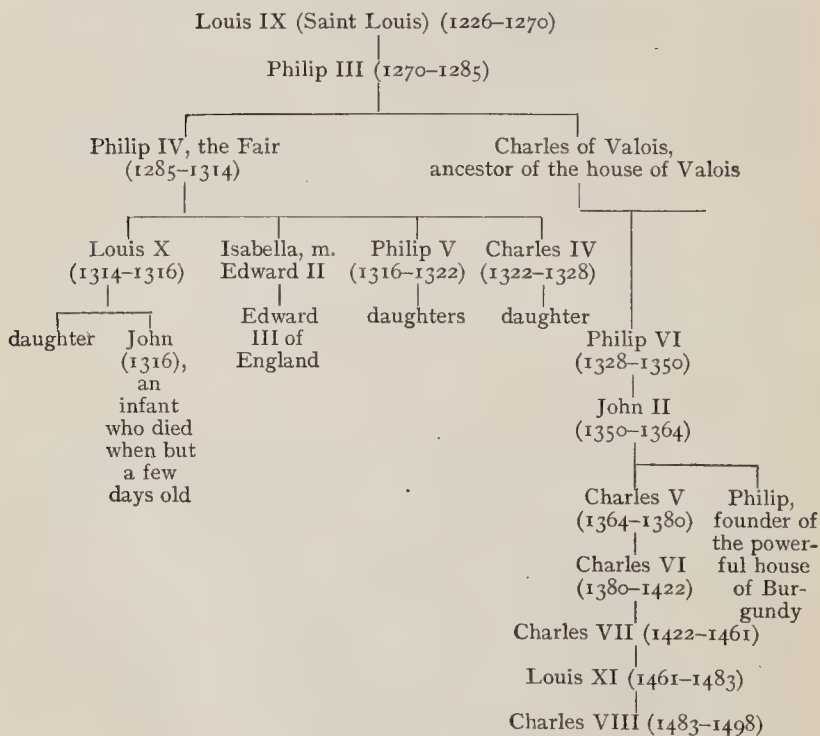 Louis IX (Saint Louis) (1226–1270)
Philip III (1270–1285)
Philip IV, the Fair
(1285–1314)
Charles of Valois,
ancestor of the house of Valois
Louis X
(1314–1316)
Isabella, m.
Edward II
Philip V
(1316–1322)
Charles IV
(1322–1328)
daughter
John
(1316),
an
infant
who died
when but
a few
days old
Edward
III of
England
daughters
daughter
Philip VI
(1328–1350)
John II
(1350–1364)
Charles V
(1364–1380)
Philip,
founder of
the power-
ful house
of Bur-
gundy
Charles VI
(1380–1422)
Charles VII (1422–1461)
Louis XI (1461–1483)
Charles VIII (1483–1498)